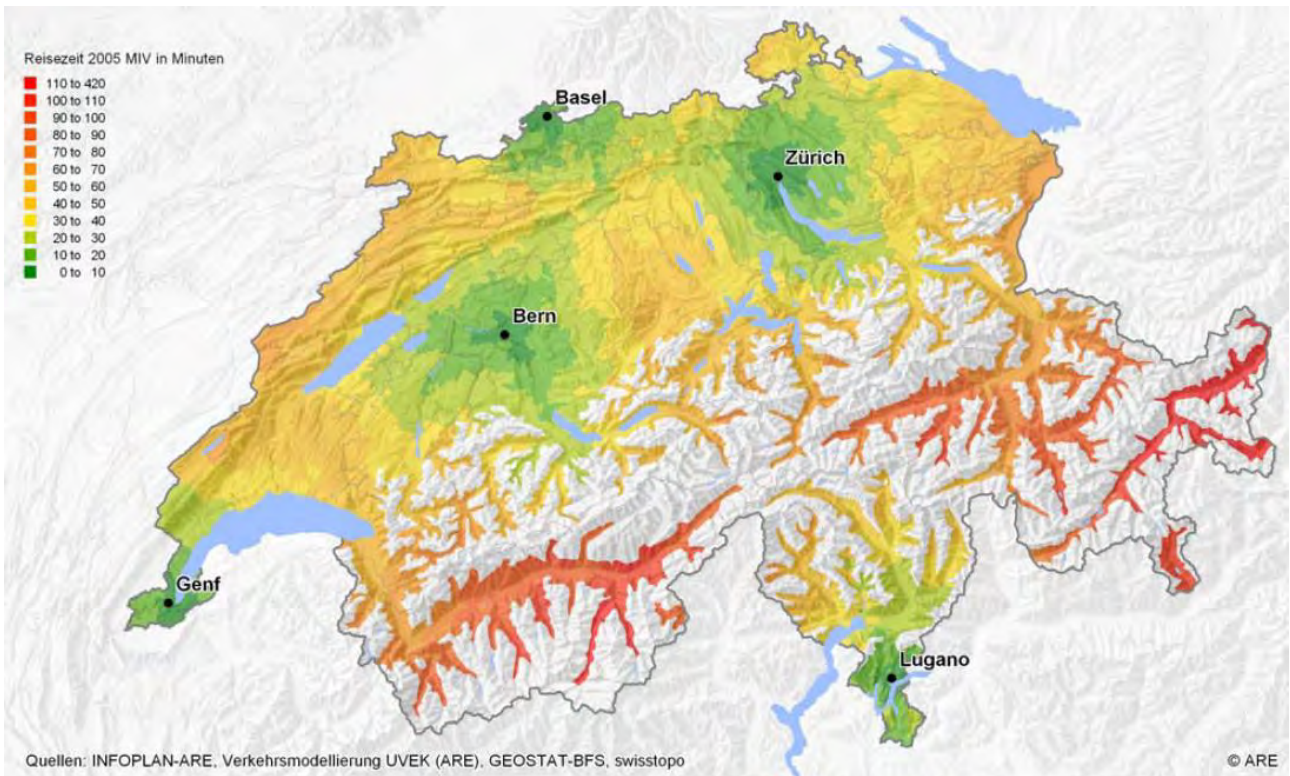 Reisezeit 2005 MIV in Minuten
110 to 420
100 to 110
90 to 100
80 to 90
70 to 80
60 to 70
50 to 60
40 to 50
30 to 40
20 to 30
10 to 20
0 to 10
Basel
Zürich
Bern
Genf
Lugano
Quellen: INFOPLAN-ARE, Verkehrsmodellierung UVEK (ARE), GEOSTAT-BFS, swisstopo
© ARE